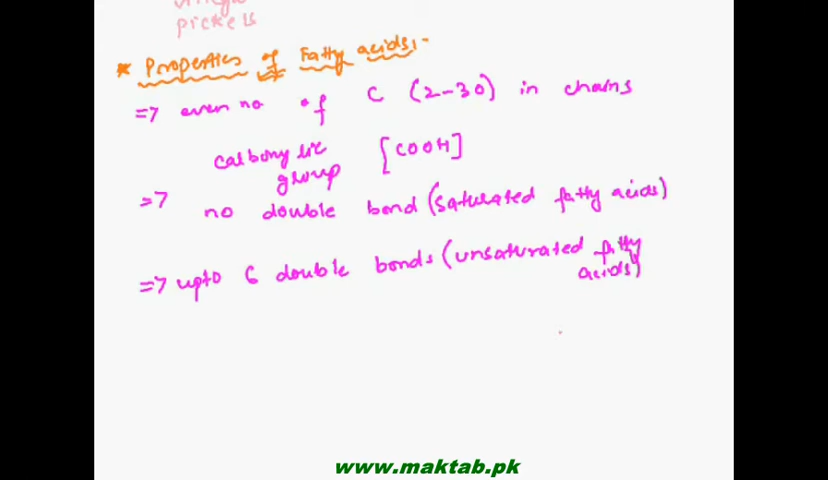 pickels
* Properties of Fatty acids:-
=> even no of C (2-30) in chains
calbonylic [COOH]
group
=> no double bond (saturated fatty acids)
=> upto 6 double bonds (unsaturated fatty
acids)
www.maktab.pk